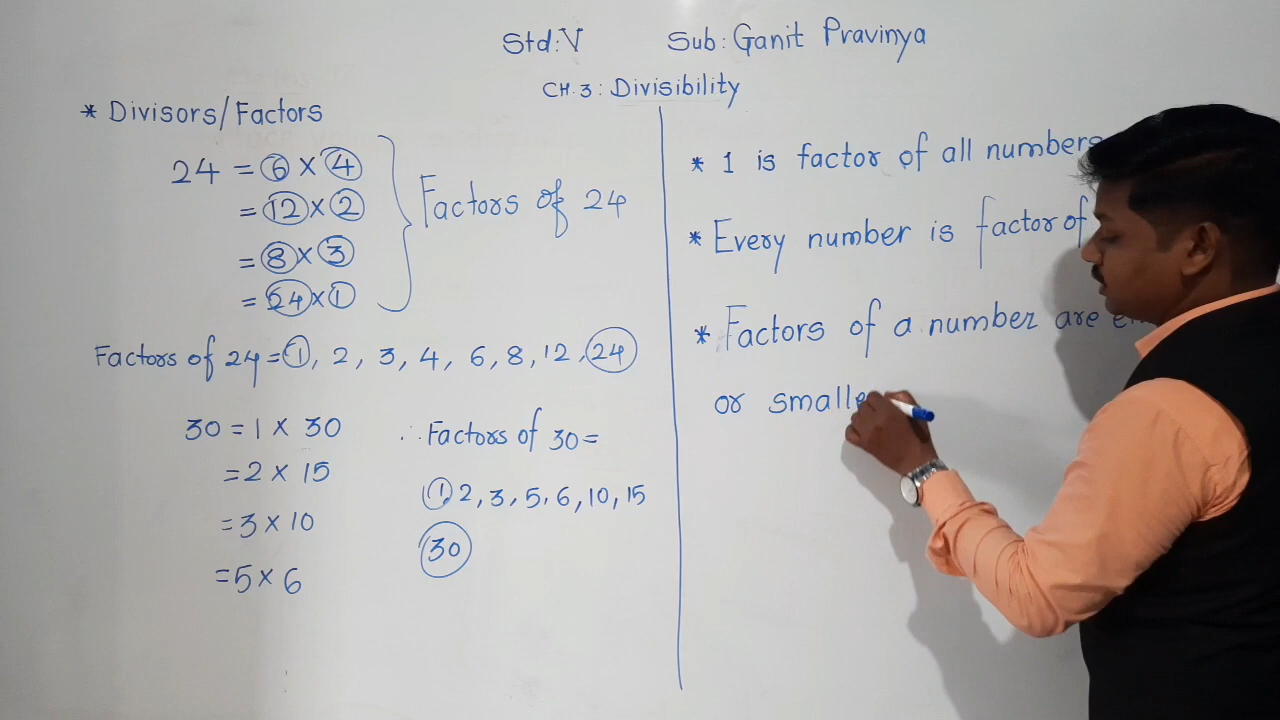 Std: V Sub: Ganit Pravinya
CH. 3: Divisibility
* Divisors/Factors
24 = 6 × 4
= 12 × 2
= 8 × 3
= 24 × 1
Factors of 24
Factors of 24 = 1, 2, 3, 4, 6, 8, 12, 24
30 = 1 × 30
= 2 × 15
= 3 × 10
= 5 × 6
∴ Factors of 30 =
1, 2, 3, 5, 6, 10, 15
30
* 1 is factor of all numbers
* Every number is factor of
* Factors of a number are
or smalle